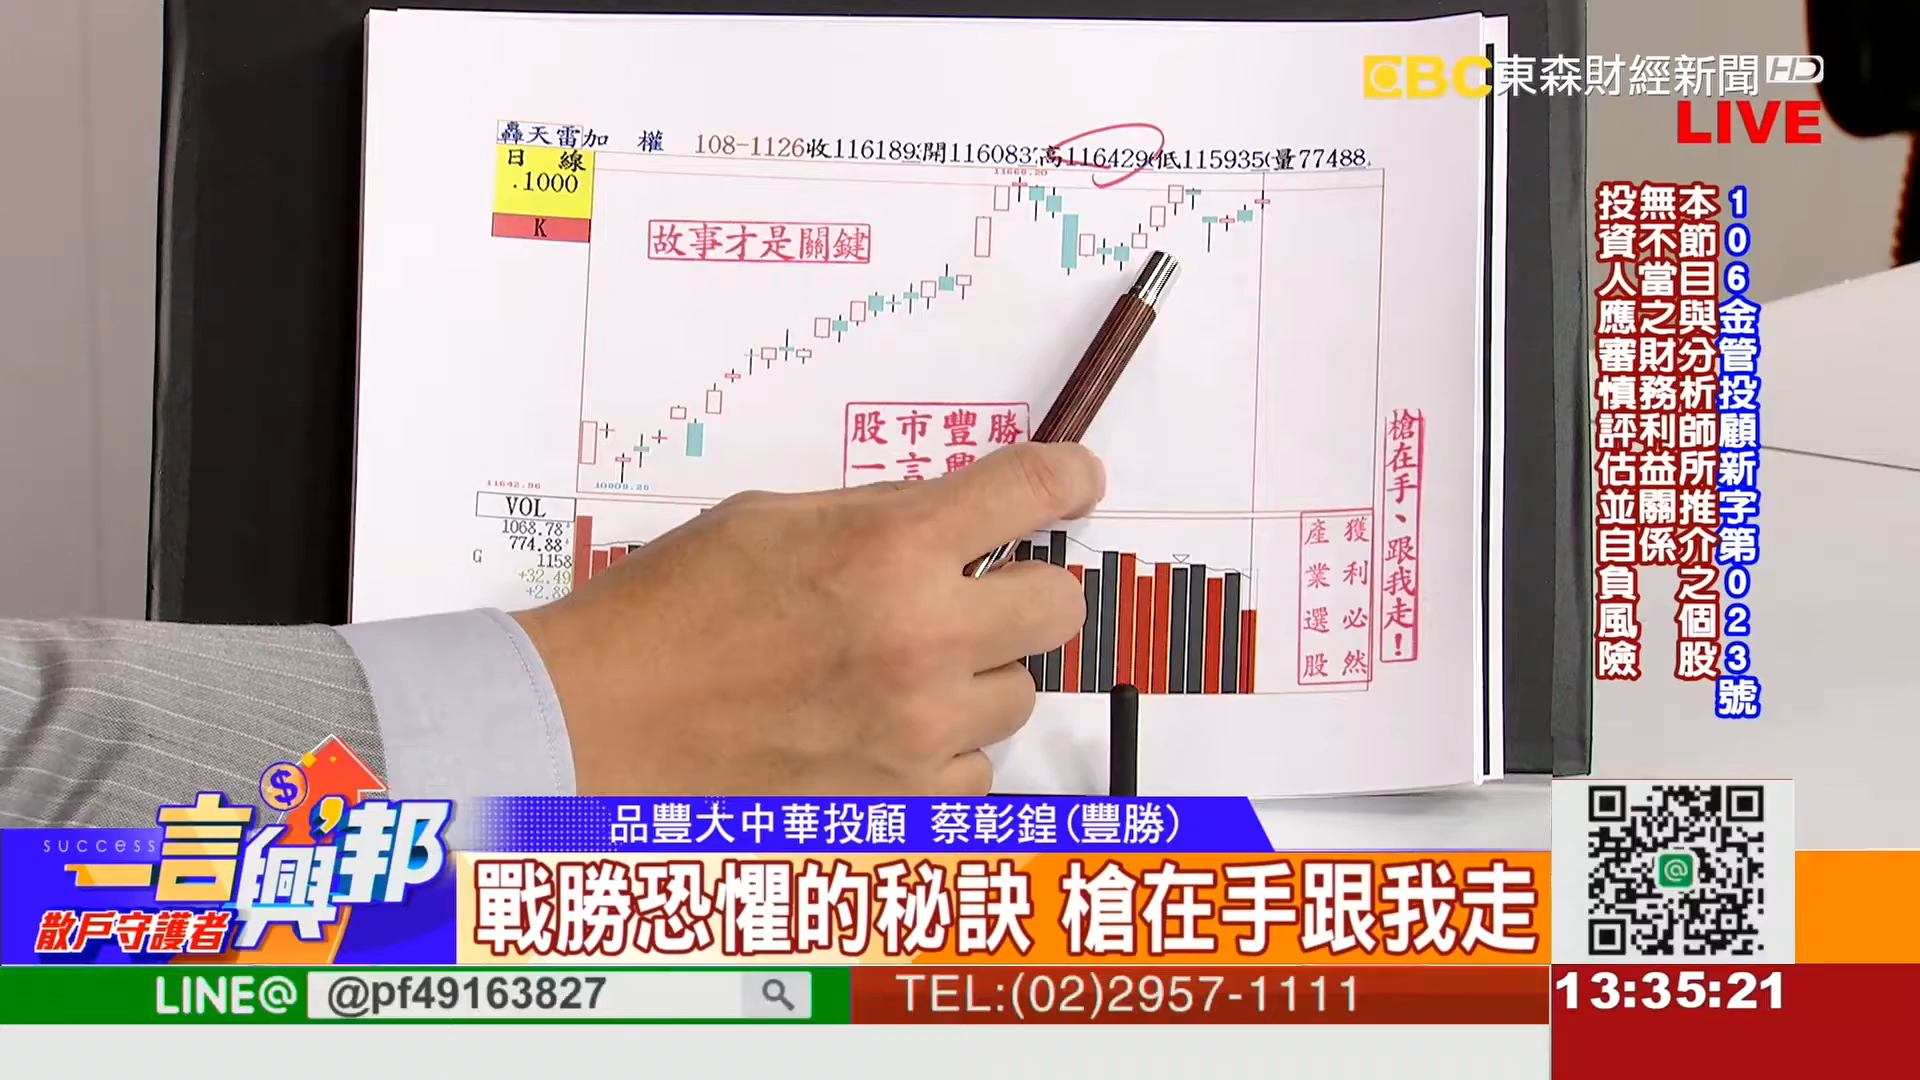 EBC東森財經新聞HD
LIVE
轟天雷加 權 108-1126收116189開116083高116429低115935量77488
日 線
.1000
K
11668.20
故事才是關鍵
股市豐勝
一言興
槍在手、跟我走!
11642.96
10809.28
VOL
1068.78
774.88
G 1158
+32.49
+2.89
獲利必然
產業選股
106金管投顧新字第023號
本節目與分析師所推介之個股
無不當之財務利益關係
投資人應審慎評估並自負風險
success
一言興邦
散戶守護者
品豐大中華投顧 蔡彰鍠(豐勝)
戰勝恐懼的秘訣 槍在手跟我走
LINE@ @pf49163827
TEL:(02)2957-1111
13:35:21